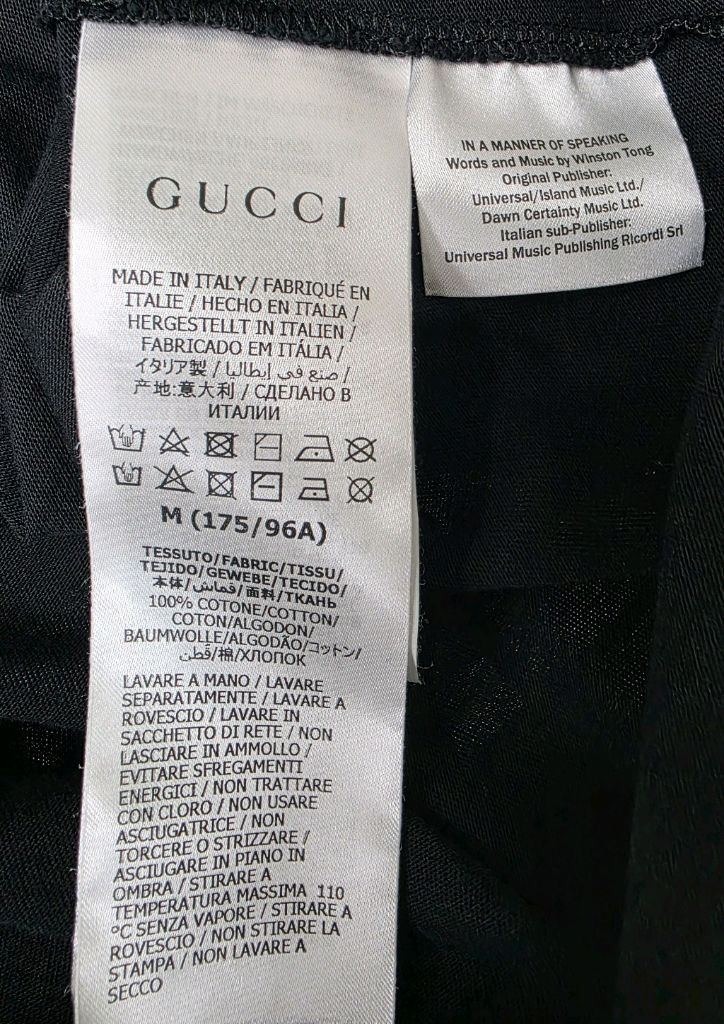 GUCCI
MADE IN ITALY / FABRIQUÉ EN
ITALIE / HECHO EN ITALIA /
HERGESTELLT IN ITALIEN /
FABRICADO EM ITÁLIA /
イタリア製 / صنع في إيطاليا /
产地:意大利 / СДЕЛАНО В
ИТАЛИИ
M (175/96A)
TESSUTO/FABRIC/TISSU/
TEJIDO/GEWEBE/TECIDO/
本体/قماش/面料/ТКАНЬ
100% COTONE/COTTON/
COTON/ALGODON/
BAUMWOLLE/ALGODÃO/コットン/
قطن/棉/ХЛОПОК
LAVARE A MANO / LAVARE
SEPARATAMENTE / LAVARE A
ROVESCIO / LAVARE IN
SACCHETTO DI RETE / NON
LASCIARE IN AMMOLLO /
EVITARE SFREGAMENTI
ENERGICI / NON TRATTARE
CON CLORO / NON USARE
ASCIUGATRICE / NON
TORCERE O STRIZZARE /
ASCIUGARE IN PIANO IN
OMBRA / STIRARE A
TEMPERATURA MASSIMA 110
°C SENZA VAPORE / STIRARE A
ROVESCIO / NON STIRARE LA
STAMPA / NON LAVARE A
SECCO
IN A MANNER OF SPEAKING
Words and Music by Winston Tong
Original Publisher:
Universal/Island Music Ltd./
Dawn Certainty Music Ltd.
Italian sub-Publisher:
Universal Music Publishing Ricordi Srl